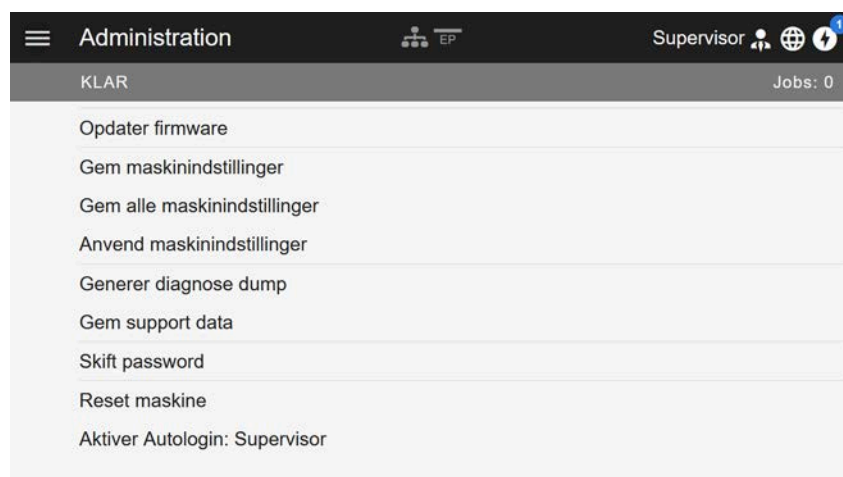 Administration EP Supervisor 1
KLAR Jobs: 0
Opdater firmware
Gem maskinindstillinger
Gem alle maskinindstillinger
Anvend maskinindstillinger
Generer diagnose dump
Gem support data
Skift password
Reset maskine
Aktiver Autologin: Supervisor